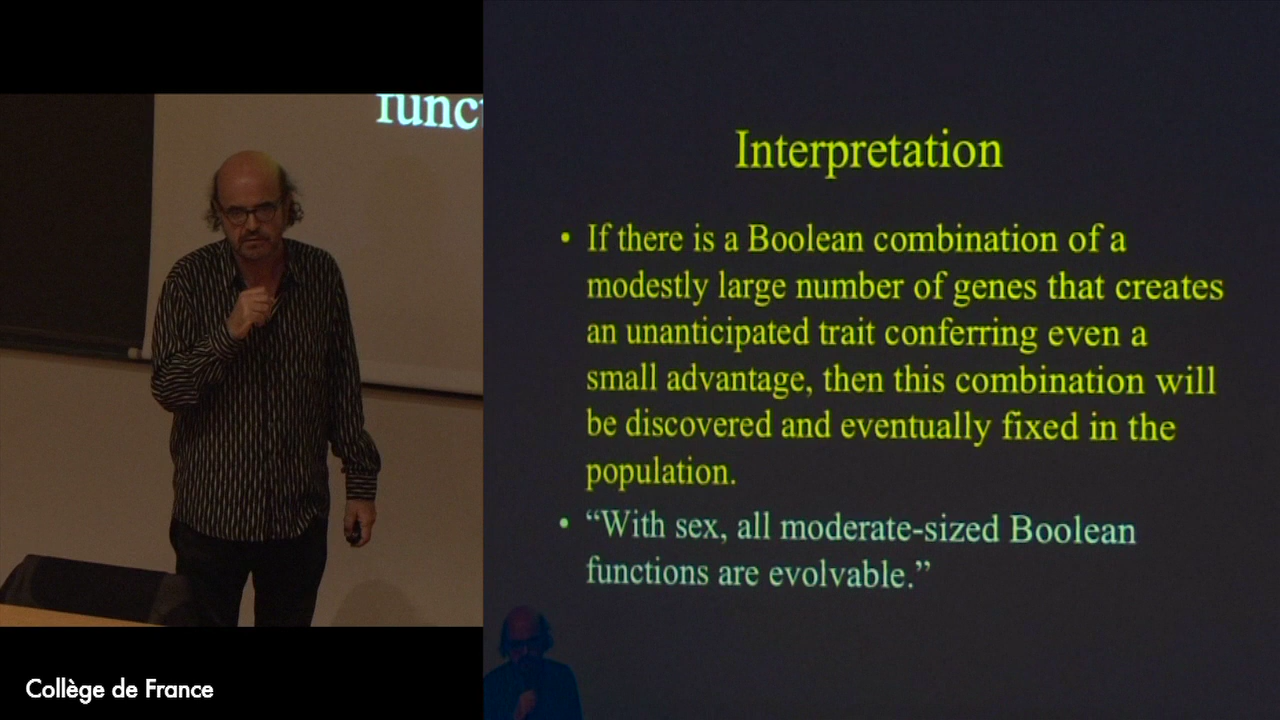 func
Interpretation
• If there is a Boolean combination of a
modestly large number of genes that creates
an unanticipated trait conferring even a
small advantage, then this combination will
be discovered and eventually fixed in the
population.
• “With sex, all moderate-sized Boolean
functions are evolvable.”
Collège de France